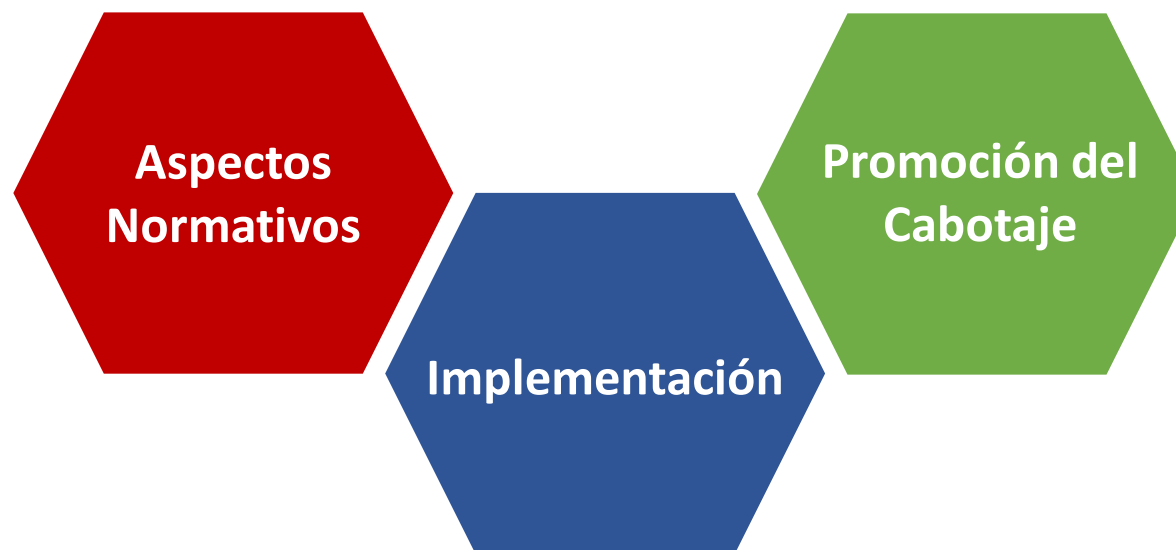 Aspectos
Normativos
Implementación
Promoción del
Cabotaje